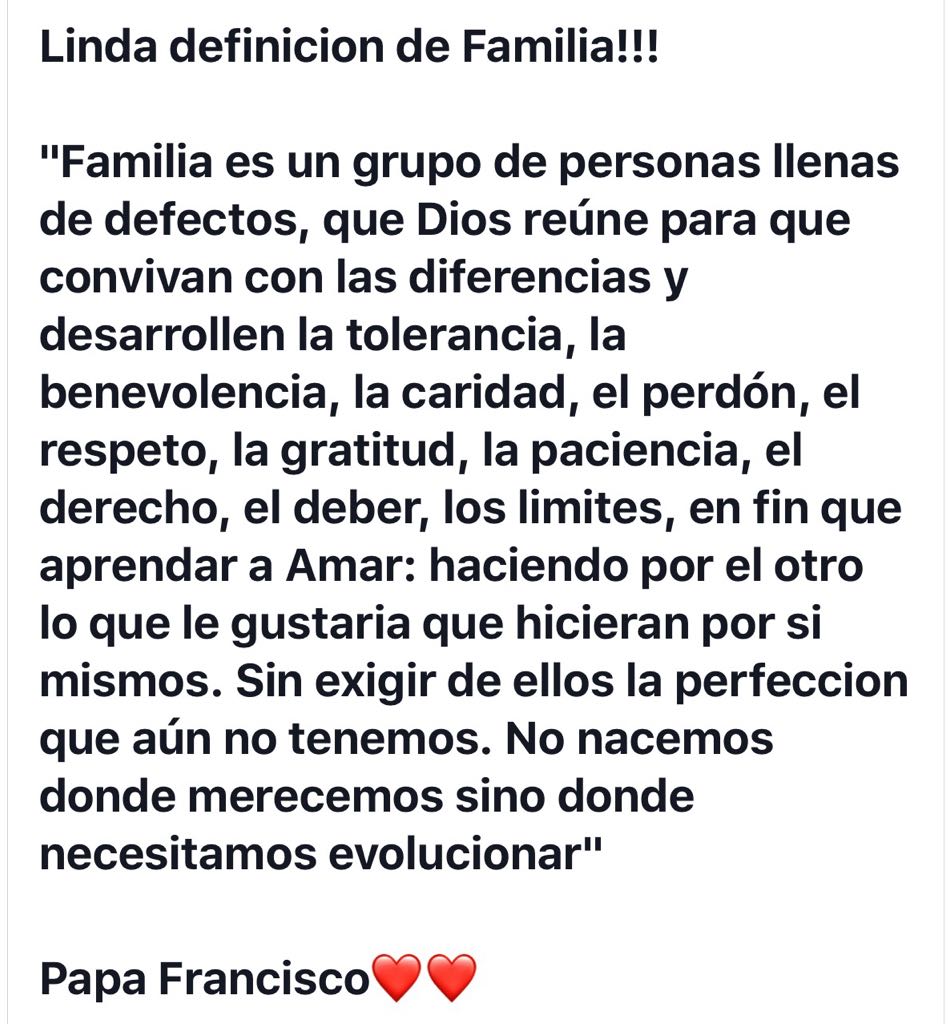 Linda definicion de Familia!!!
"Familia es un grupo de personas llenas
de defectos, que Dios reúne para que
convivan con las diferencias y
desarrollen la tolerancia, la
benevolencia, la caridad, el perdón, el
respeto, la gratitud, la paciencia, el
derecho, el deber, los limites, en fin que
aprendar a Amar: haciendo por el otro
lo que le gustaria que hicieran por si
mismos. Sin exigir de ellos la perfeccion
que aún no tenemos. No nacemos
donde merecemos sino donde
necesitamos evolucionar"
Papa Francisco❤️❤️